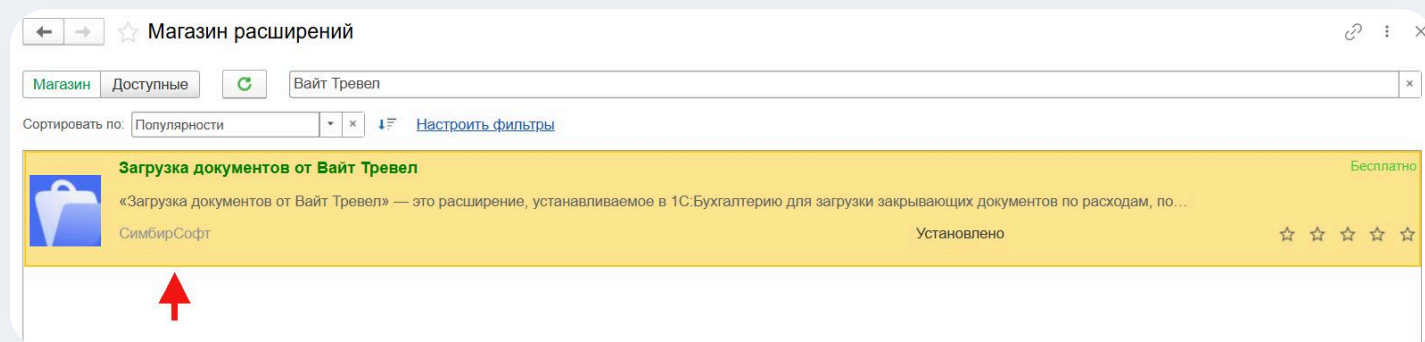 Магазин расширений
Магазин Доступные Вайт Тревел
Сортировать по: Популярности Настроить фильтры
Загрузка документов от Вайт Тревел Бесплатно
«Загрузка документов от Вайт Тревел» — это расширение, устанавливаемое в 1С:Бухгалтерию для загрузки закрывающих документов по расходам, по…
СимбирСофт Установлено